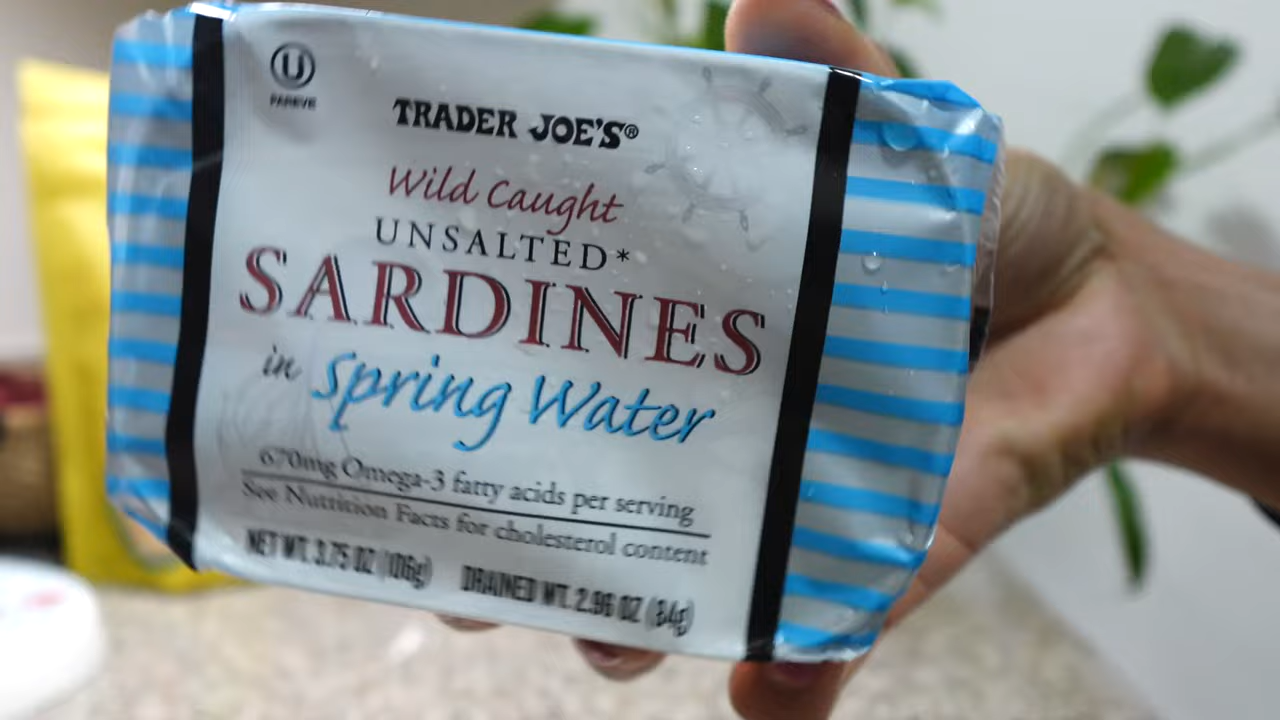 U
PAREVE
TRADER JOE'S®
Wild Caught
UNSALTED*
SARDINES
in Spring Water
670mg Omega-3 fatty acids per serving
See Nutrition Facts for cholesterol content
NET WT. 3.75 OZ (106g) DRAINED WT. 2.96 OZ (84g)